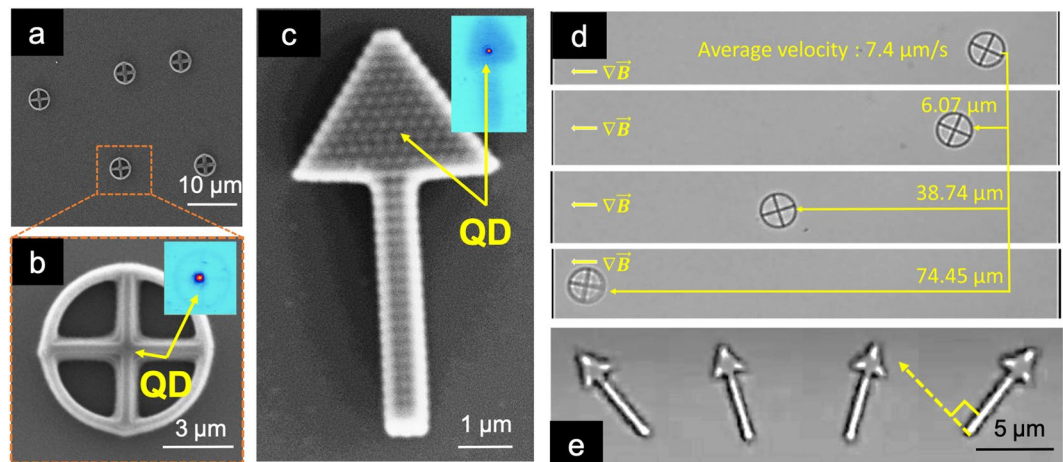 a
10 μm
b
QD
3 μm
c
QD
1 μm
d
Average velocity : 7.4 μm/s
∇B⃗
6.07 μm
∇B⃗
38.74 μm
∇B⃗
∇B⃗
74.45 μm
e
5 μm